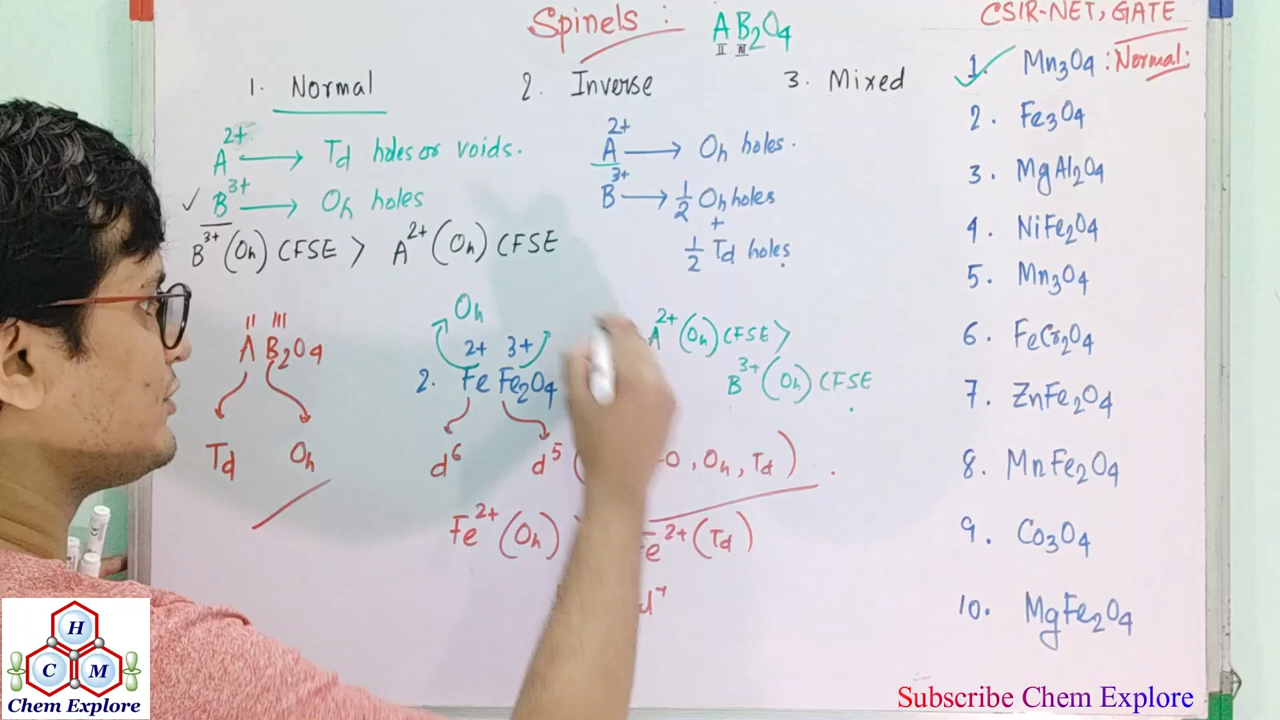 Spinels : AB₂O₄
II III
CSIR-NET, GATE
1. Normal
2. Inverse
3. Mixed
A²⁺ → Td holes or voids.
✓ B³⁺ → Oh holes
B³⁺(Oh) CFSE > A²⁺(Oh) CFSE
A²⁺ → Oh holes.
B³⁺ → ½ Oh holes
+
½ Td holes.
A²⁺(Oh) CFSE >
B³⁺(Oh) CFSE.
II III
AB₂O₄
Td Oh
Oh
2+ 3+
2. FeFe₂O₄
d⁶ d⁵ ( O, Oh, Td).
Fe²⁺(Oh) Fe²⁺(Td)
✓ 1. Mn₃O₄ : Normal.
2. Fe₃O₄
3. MgAl₂O₄
4. NiFe₂O₄
5. Mn₃O₄
6. FeCr₂O₄
7. ZnFe₂O₄
8. MnFe₂O₄
9. Co₃O₄
10. MgFe₂O₄
H
C M
Chem Explore
Subscribe Chem Explore